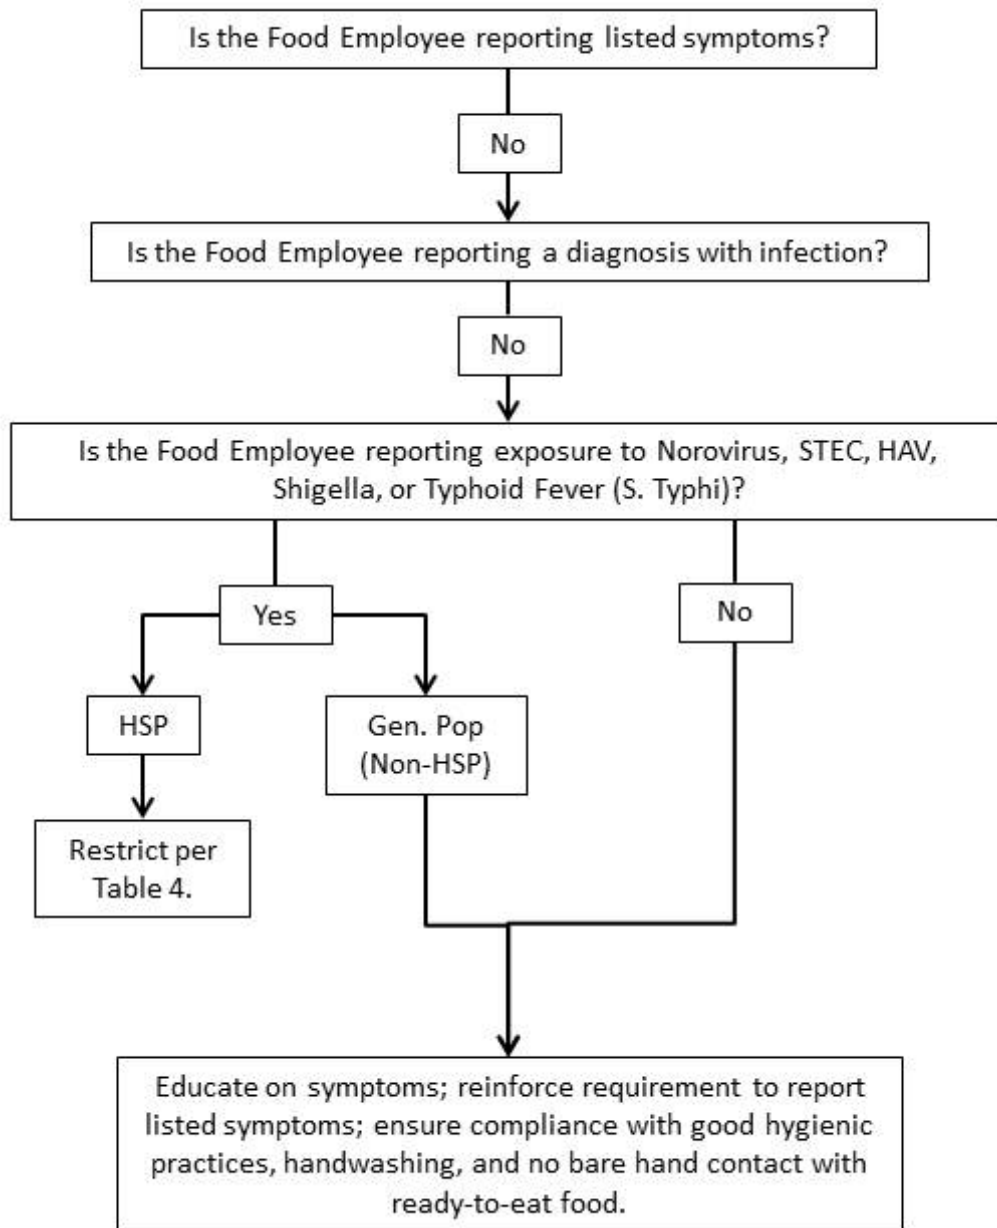 Is the Food Employee reporting listed symptoms?
No
Is the Food Employee reporting a diagnosis with infection?
No
Is the Food Employee reporting exposure to Norovirus, STEC, HAV,
Shigella, or Typhoid Fever (S. Typhi)?
Yes
No
HSP
Gen. Pop
(Non-HSP)
Restrict per
Table 4.
Educate on symptoms; reinforce requirement to report
listed symptoms; ensure compliance with good hygienic
practices, handwashing, and no bare hand contact with
ready-to-eat food.